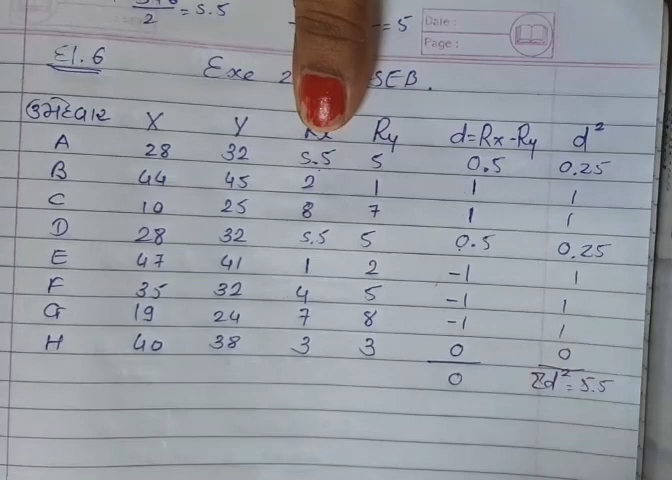 = 5.5
2
= 5
Date :
Page :
E1.6 Exe 2 SEB.
ઉમેદવાર X Y Rx Ry d=Rx-Ry d²
A 28 32 5.5 5 0.5 0.25
B 44 45 2 1 1 1
C 10 25 8 7 1 1
D 28 32 5.5 5 0.5 0.25
E 47 41 1 2 -1 1
F 35 32 4 5 -1 1
G 19 24 7 8 -1 1
H 40 38 3 3 0 0
0 Σd²=5.5